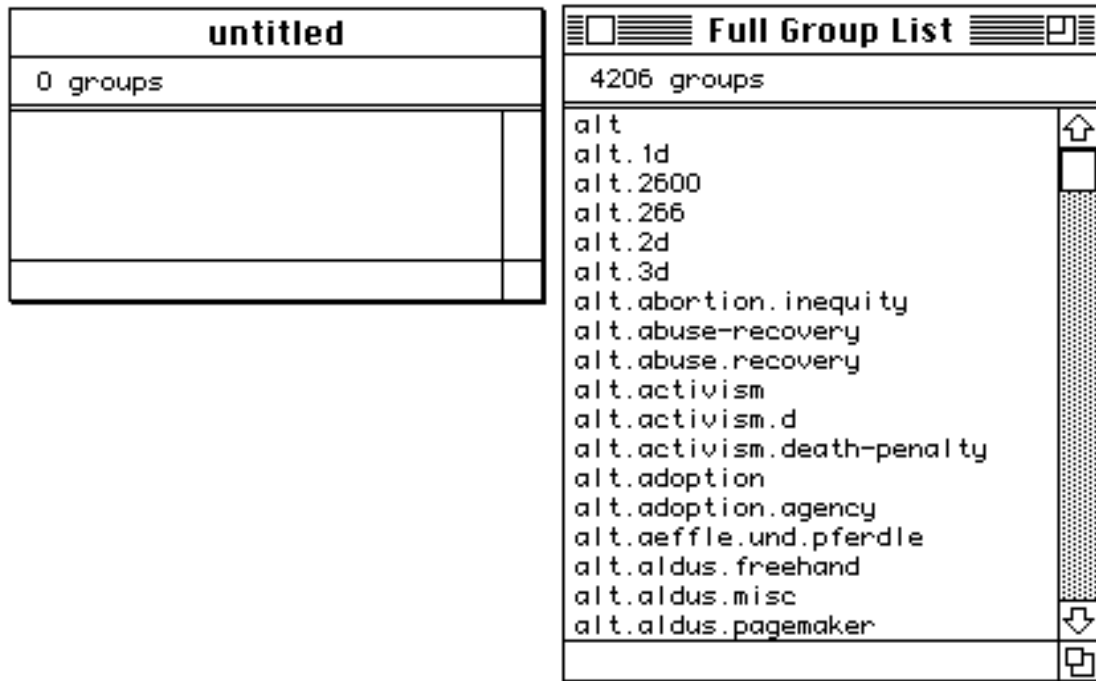 untitled
0 groups
Full Group List
4206 groups
alt
alt.1d
alt.2600
alt.266
alt.2d
alt.3d
alt.abortion.inequity
alt.abuse-recovery
alt.abuse.recovery
alt.activism
alt.activism.d
alt.activism.death-penalty
alt.adoption
alt.adoption.agency
alt.aeffle.und.pferdle
alt.aldus.freehand
alt.aldus.misc
alt.aldus.pagemaker